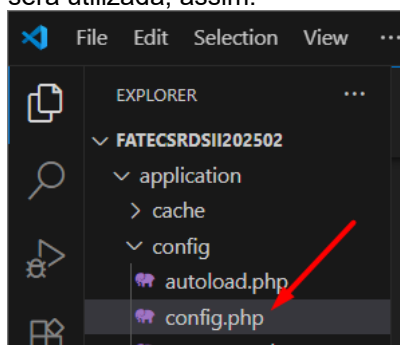 será utilizada, assim:
File Edit Selection View ...
EXPLORER ...
FATECSRDSII202502
application
cache
config
autoload.php
config.php